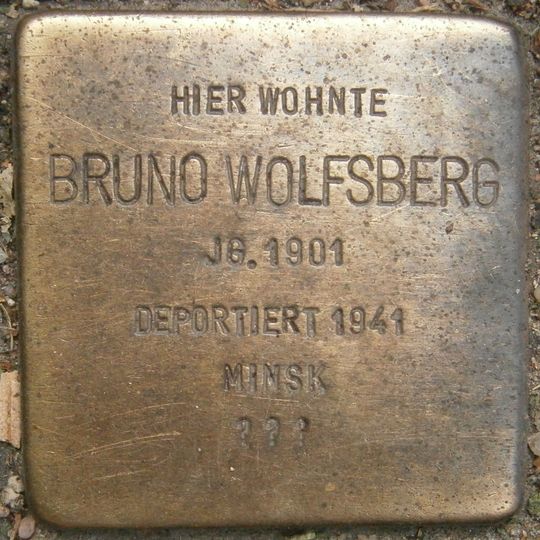 HIER WOHNTE
BRUNO WOLFSBERG
JG. 1901
DEPORTIERT 1941
MINSK
???